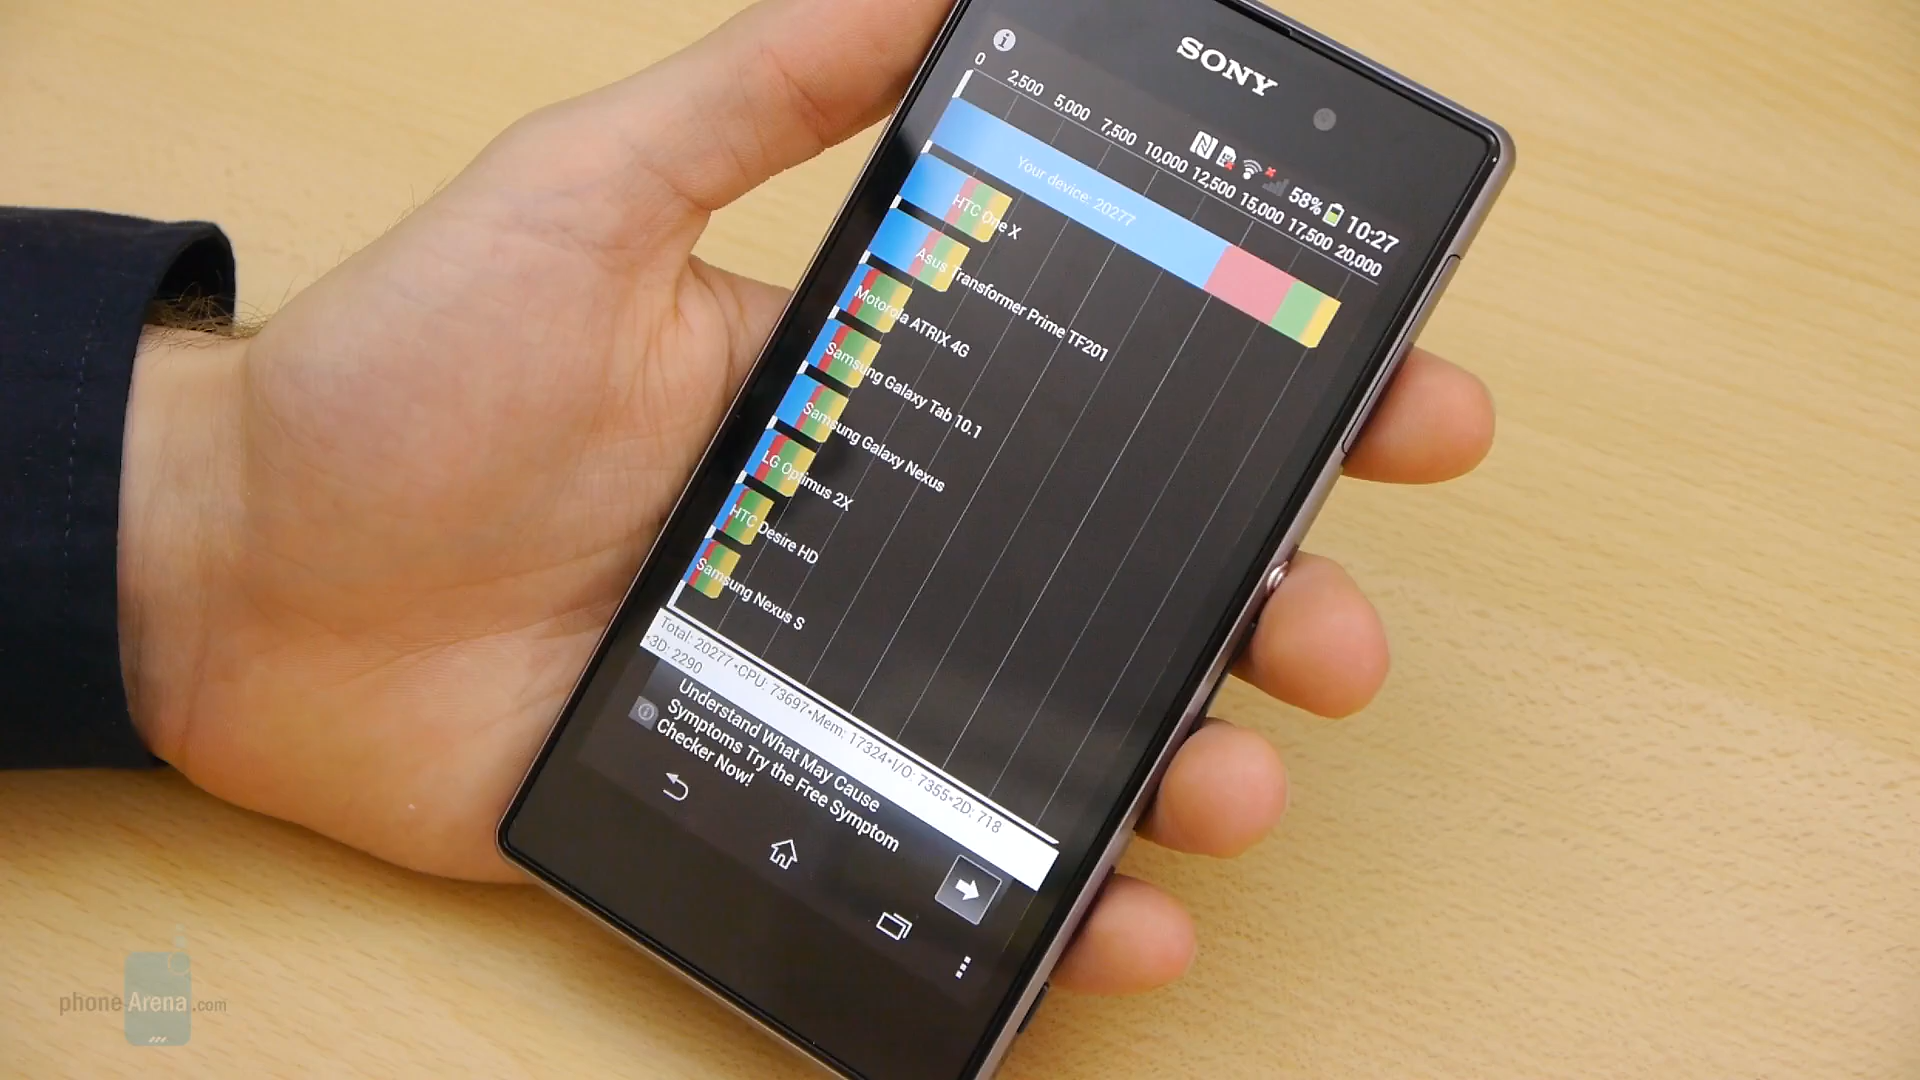 SONY
58% 10:27
0 2,500 5,000 7,500 10,000 12,500 15,000 17,500 20,000
Your device: 20277
HTC One X
Asus Transformer Prime TF201
Motorola ATRIX 4G
Samsung Galaxy Tab 10.1
Samsung Galaxy Nexus
LG Optimus 2X
HTC Desire HD
Samsung Nexus S
Total: 20277•CPU: 73697•Mem: 17324•I/O: 7355•2D: 718
•3D: 2290
Understand What May Cause
Symptoms Try the Free Symptom
Checker Now!
phoneArena.com